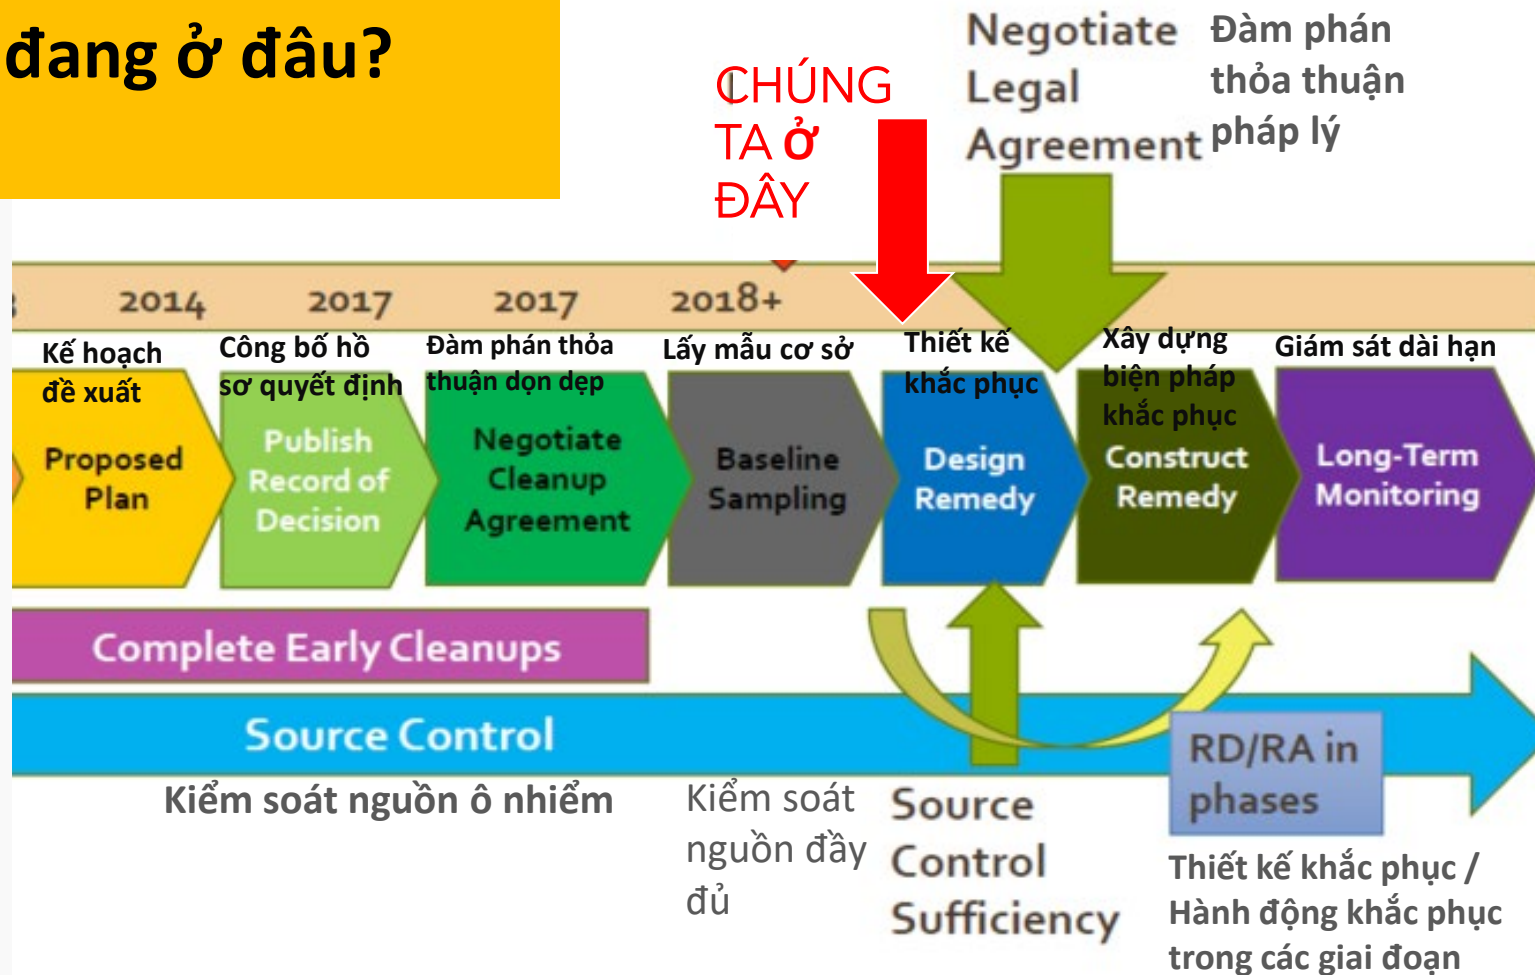 đang ở đâu?
CHÚNG
TA Ở
ĐÂY
Negotiate
Legal
Agreement
Đàm phán
thỏa thuận
pháp lý
2014
2017
2017
2018+
Kế hoạch
đề xuất
Công bố hồ
sơ quyết định
Đàm phán thỏa
thuận dọn dẹp
Lấy mẫu cơ sở
Thiết kế
khắc phục
Xây dựng
biện pháp
khắc phục
Giám sát dài hạn
Proposed
Plan
Publish
Record of
Decision
Negotiate
Cleanup
Agreement
Baseline
Sampling
Design
Remedy
Construct
Remedy
Long-Term
Monitoring
Complete Early Cleanups
Source Control
Kiểm soát nguồn ô nhiễm
Kiểm soát
nguồn đầy
đủ
Source
Control
Sufficiency
RD/RA in
phases
Thiết kế khắc phục /
Hành động khắc phục
trong các giai đoạn